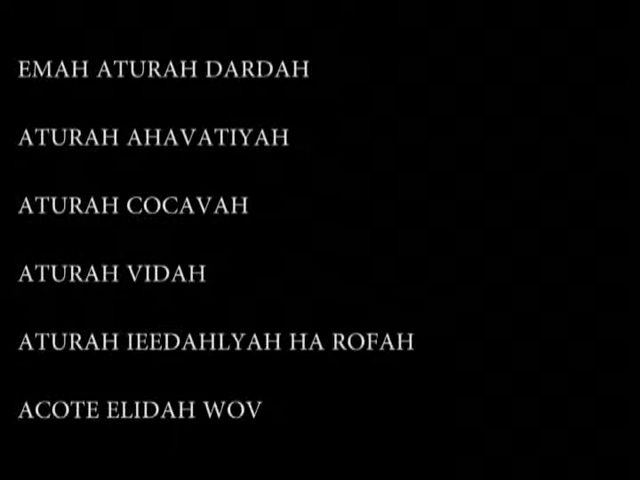 EMAH ATURAH DARDAH
ATURAH AHAVATIYAH
ATURAH COCAVAH
ATURAH VIDAH
ATURAH IEEDAHLYAH HA ROFAH
ACOTE ELIDAH WOV